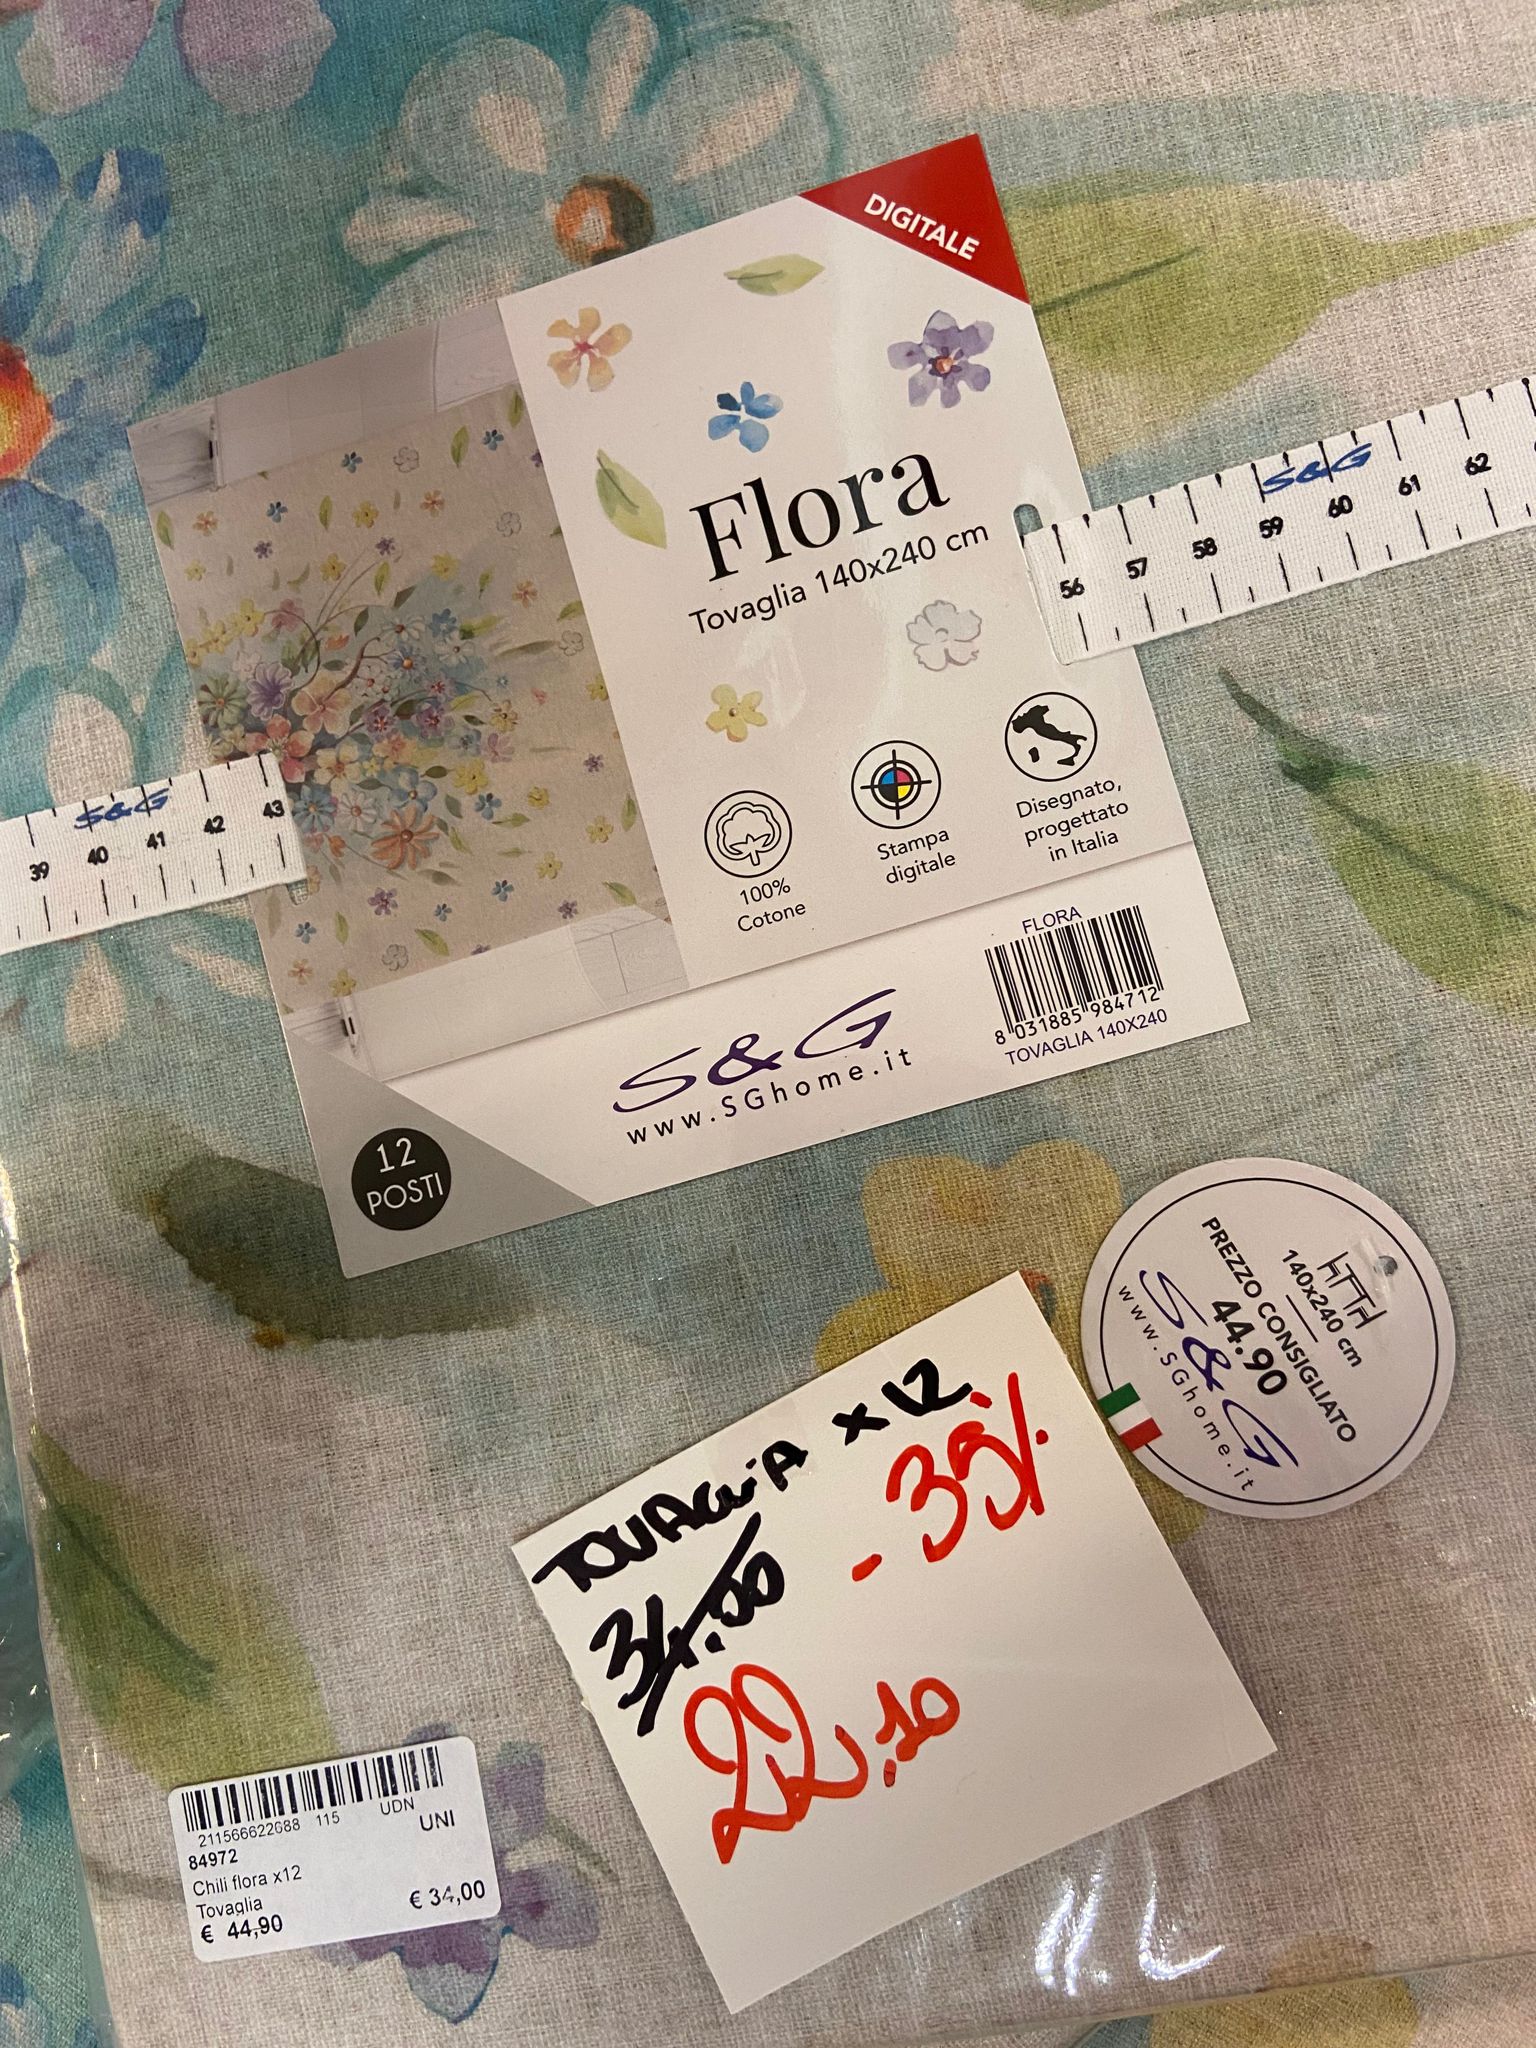 DIGITALE
Flora
Tovaglia 140x240 cm
100%
Cotone
Stampa
digitale
Disegnato,
progettato
in Italia
FLORA
8 031885 984712
TOVAGLIA 140X240
S&G
www.SGhome.it
12
POSTI
S&G
39 40 41 42 43
S&G
56 57 58 59 60 61 62
140x240 cm
PREZZO CONSIGLIATO
44.90
S&G
www.SGhome.it
TOVAGLIA x 12
34.00
- 35%
22.10
211566622688 115 UDN
UNI
84972
Chili flora x12
Tovaglia
€ 44,90
€ 34,00